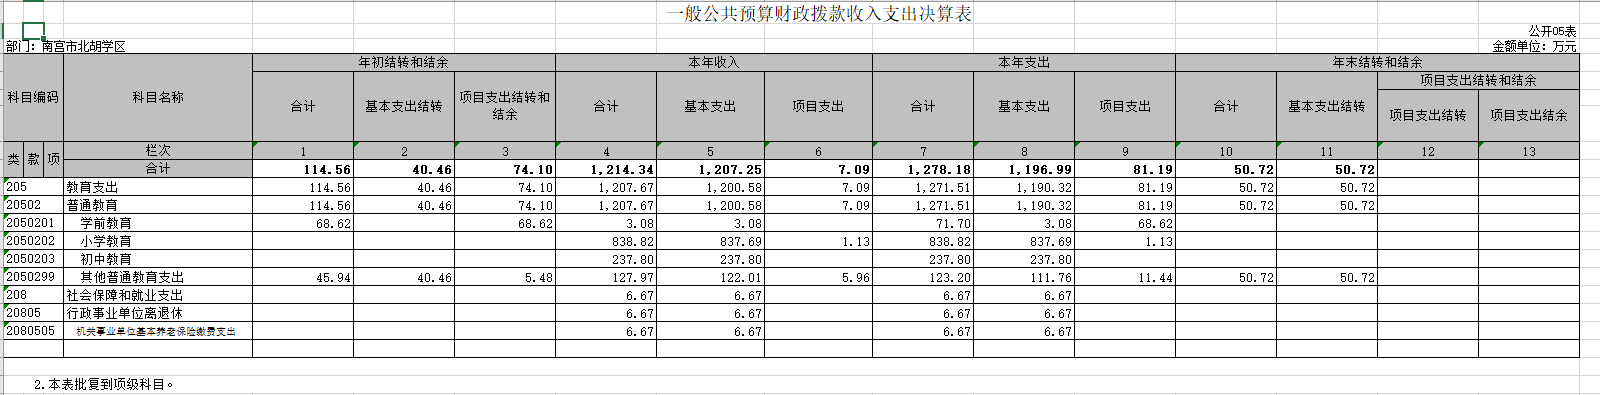 一般公共预算财政拨款收入支出决算表
公开05表
部门：南宫市北胡学区 金额单位：万元
科目编码 科目名称 年初结转和结余 本年收入 本年支出 年末结转和结余
合计 基本支出结转 项目支出结转和结余 合计 基本支出 项目支出 合计 基本支出 项目支出 合计 基本支出结转 项目支出结转和结余
项目支出结转 项目支出结余
类 款 项 栏次 1 2 3 4 5 6 7 8 9 10 11 12 13
合计 114.56 40.46 74.10 1,214.34 1,207.25 7.09 1,278.18 1,196.99 81.19 50.72 50.72
205 教育支出 114.56 40.46 74.10 1,207.67 1,200.58 7.09 1,271.51 1,190.32 81.19 50.72 50.72
20502 普通教育 114.56 40.46 74.10 1,207.67 1,200.58 7.09 1,271.51 1,190.32 81.19 50.72 50.72
2050201 学前教育 68.62 68.62 3.08 3.08 71.70 3.08 68.62
2050202 小学教育 838.82 837.69 1.13 838.82 837.69 1.13
2050203 初中教育 237.80 237.80 237.80 237.80
2050299 其他普通教育支出 45.94 40.46 5.48 127.97 122.01 5.96 123.20 111.76 11.44 50.72 50.72
208 社会保障和就业支出 6.67 6.67 6.67 6.67
20805 行政事业单位离退休 6.67 6.67 6.67 6.67
2080505 机关事业单位基本养老保险缴费支出 6.67 6.67 6.67 6.67
2.本表批复到项级科目。